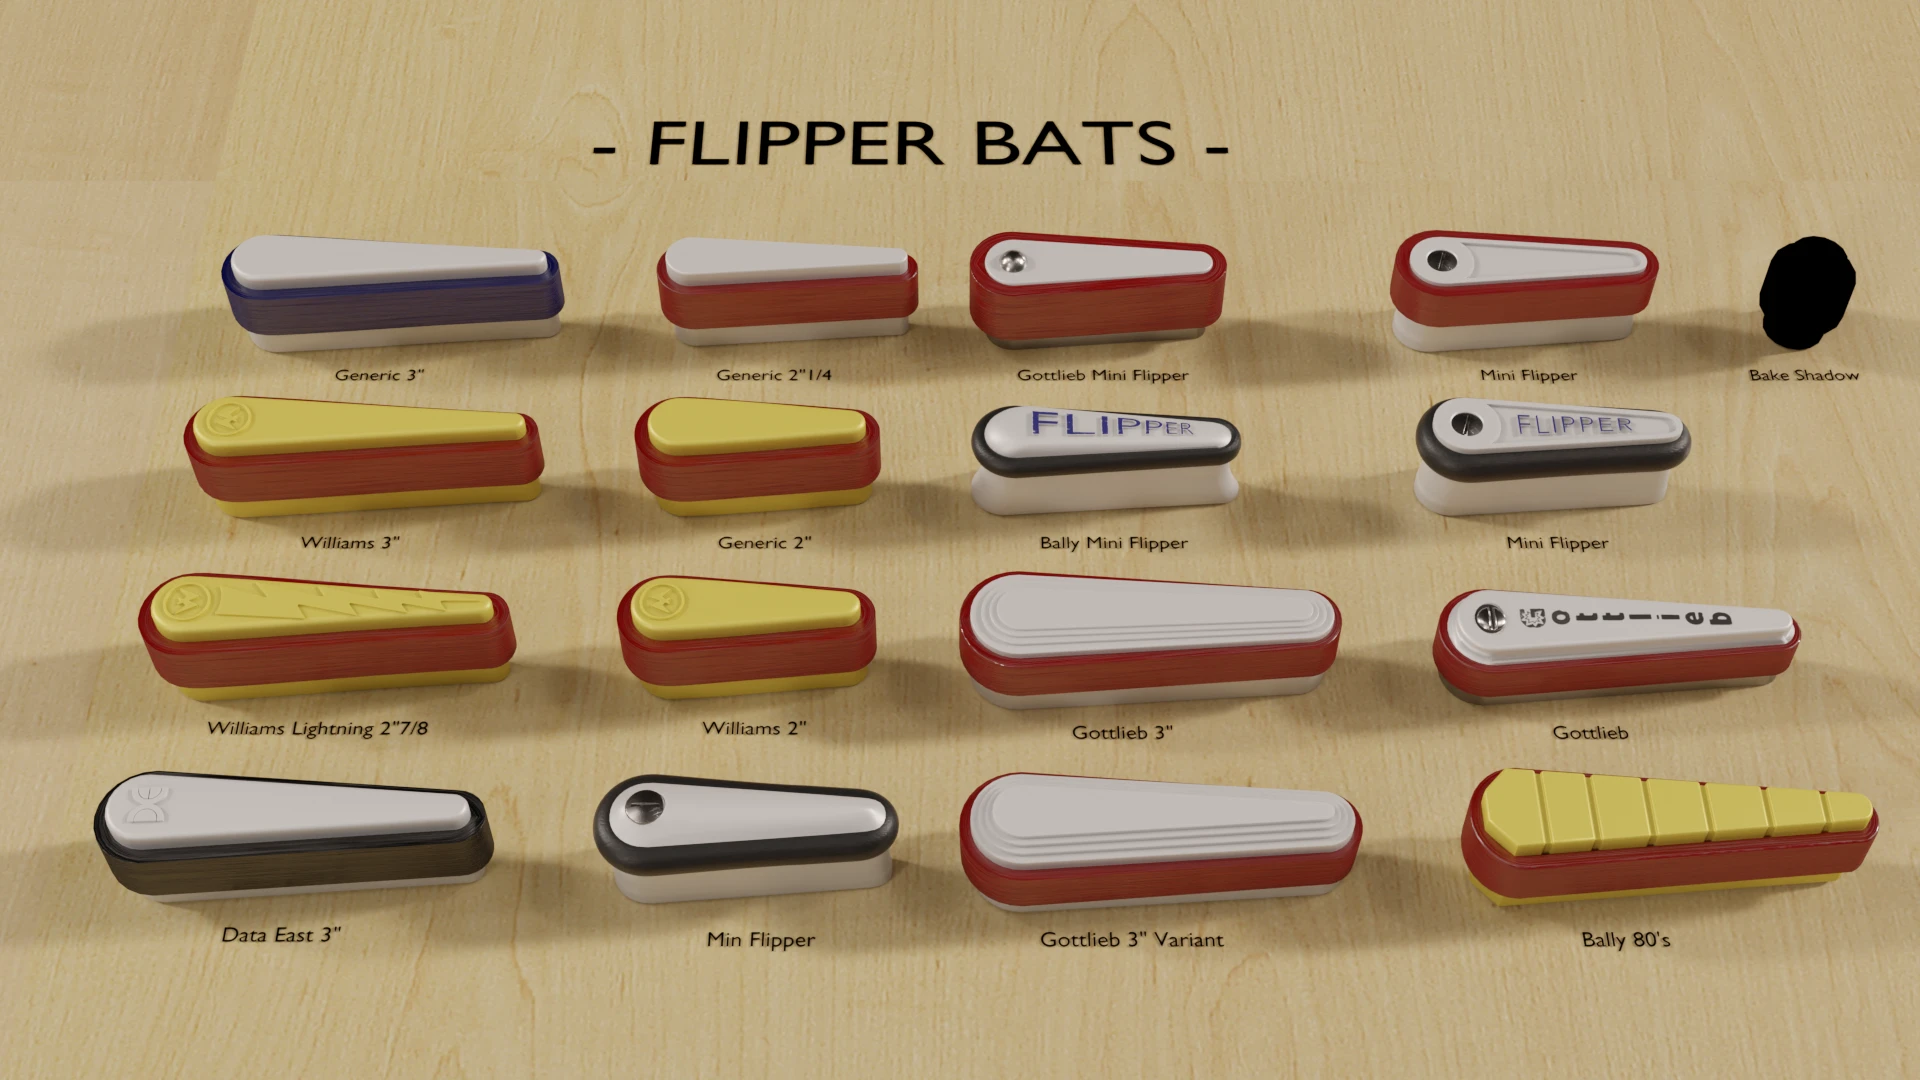 - FLIPPER BATS -
Generic 3"
Generic 2"1/4
Gottlieb Mini Flipper
Mini Flipper
Bake Shadow
FLIPPER
FLIPPER
Williams 3"
Generic 2"
Bally Mini Flipper
Mini Flipper
Gottlieb
Williams Lightning 2"7/8
Williams 2"
Gottlieb 3"
Gottlieb
DE
Data East 3"
Min Flipper
Gottlieb 3" Variant
Bally 80's